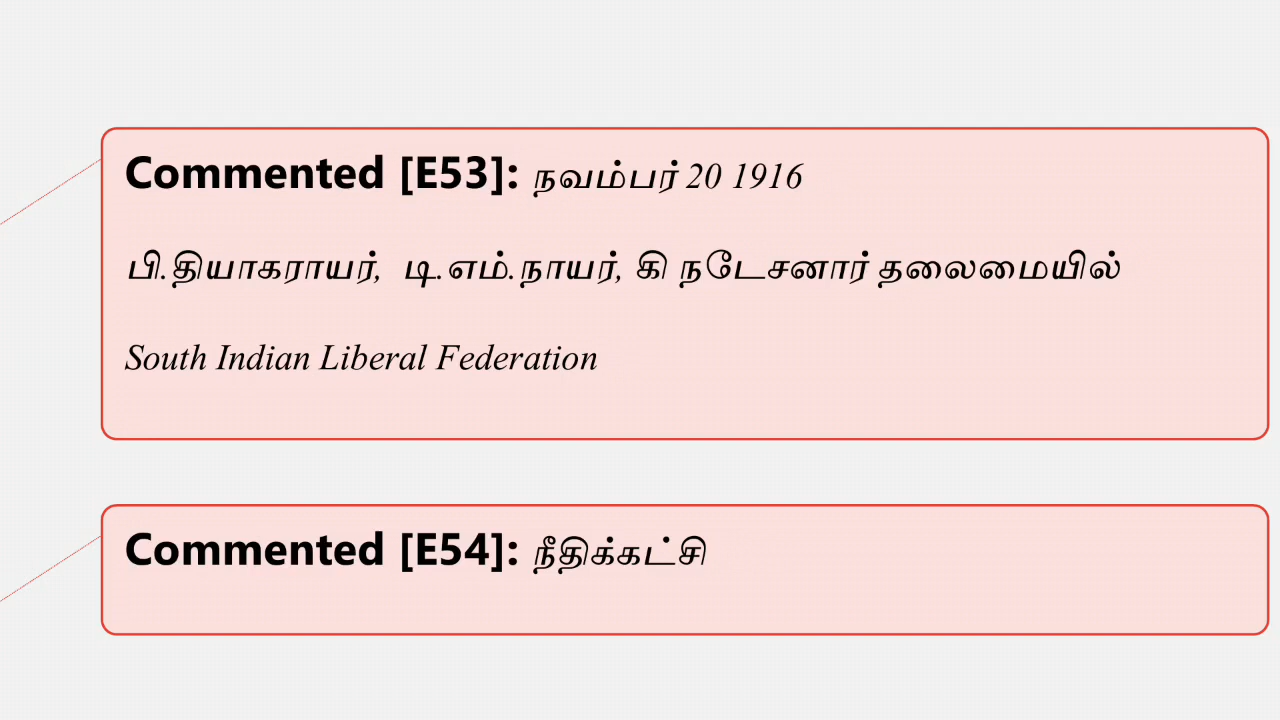 Commented [E53]: நவம்பர் 20 1916
பி.தியாகராயர், டி.எம்.நாயர், கி நடேசனார் தலைமையில்
South Indian Liberal Federation
Commented [E54]: நீதிக்கட்சி